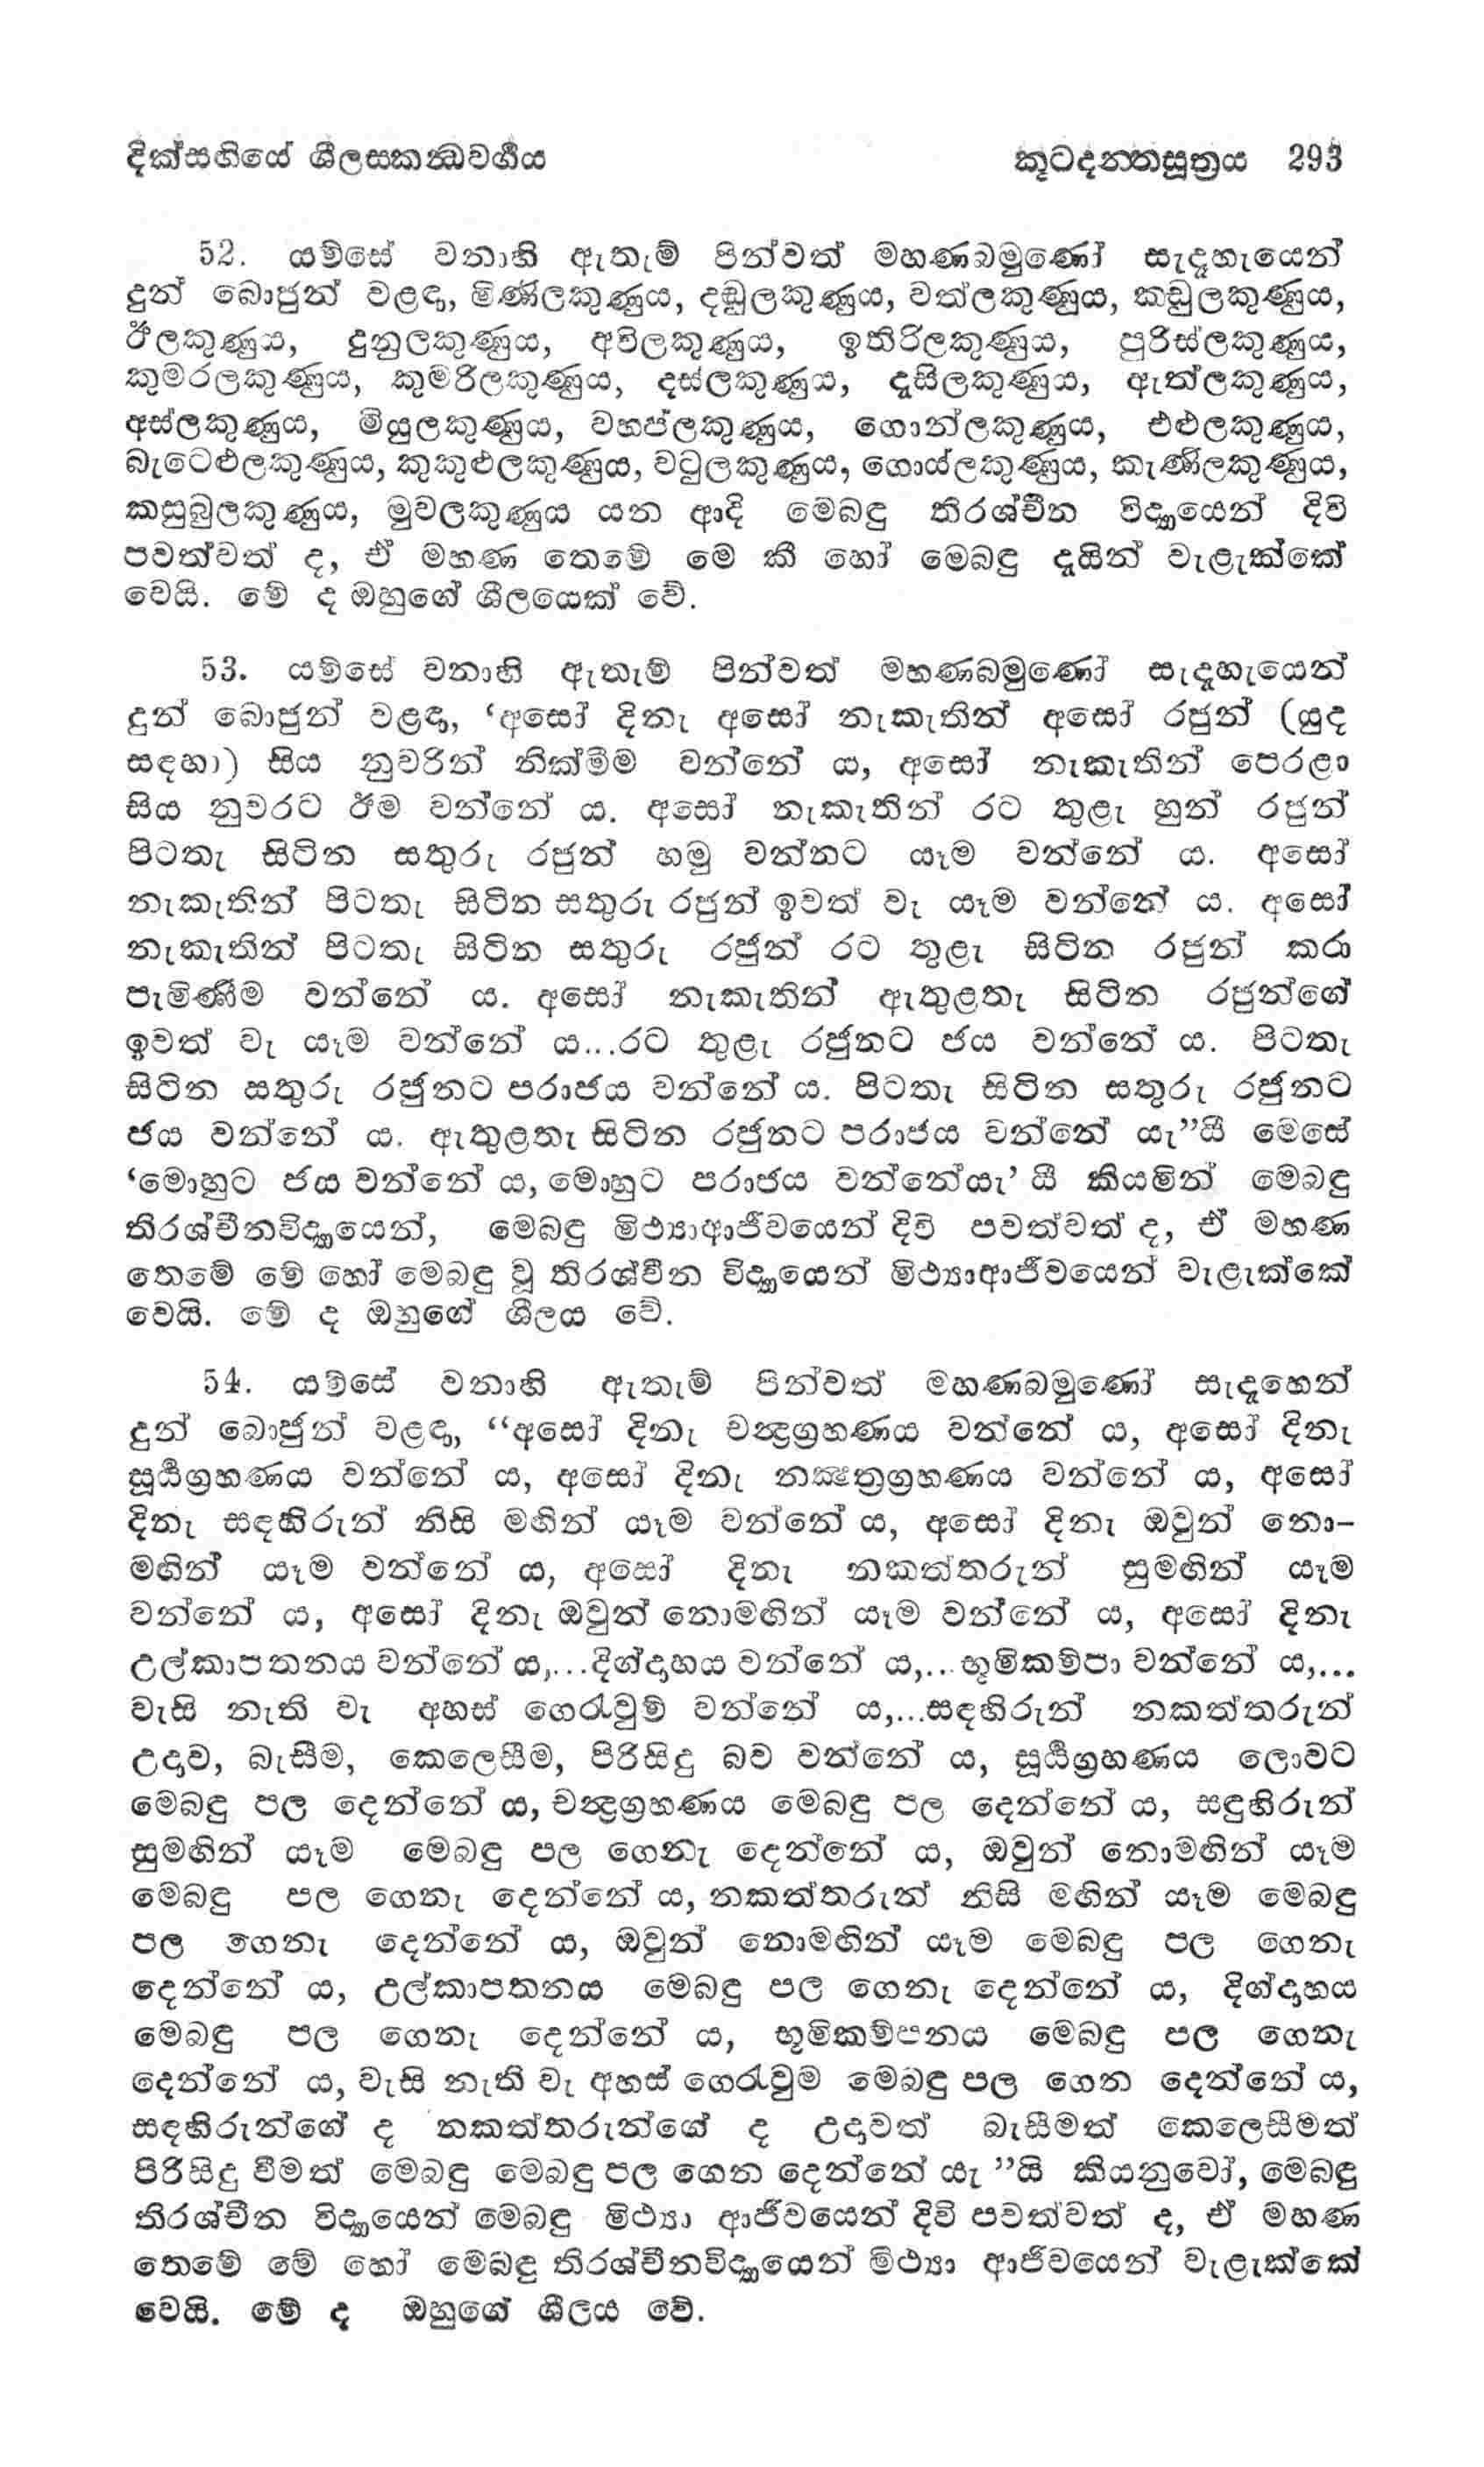 දික්සඟියේ ශීලසකන්ධවර්ගය කූටදන්තසූත්‍රය 293
52. යම්සේ වනාහි ඇතැම් පින්වත් මහණබමුණෝ සැදැහැයෙන්
දුන් බොජුන් වළඳා, මිණිලකුණුය, දඬුලකුණුය, වත්ලකුණුය, කඩුලකුණුය,
ඊලකුණුය, දුනුලකුණුය, අවිලකුණුය, ඉතිරිලකුණුය, පුරිස්ලකුණුය,
කුමරලකුණුය, කුමරිලකුණුය, දස්ලකුණුය, දැසිලකුණුය, ඇත්ලකුණුය,
අස්ලකුණුය, මියුලකුණුය, වහප්ලකුණුය, ගොන්ලකුණුය, එළුලකුණුය,
බැටෙළුලකුණුය, කුකුළුලකුණුය, වටුලකුණුය, ගොය්ලකුණුය, කැණිලකුණුය,
කසුබුලකුණුය, මුවලකුණුය යන ආදි මෙබඳු තිරශ්චීන විද්‍යායෙන් දිවි
පවත්වත් ද, ඒ මහණ තෙමේ මෙ කී හෝ මෙබඳු දැයින් වැළැක්කේ
වෙයි. මේ ද ඔහුගේ ශීලයෙක් වේ.
53. යම්සේ වනාහි ඇතැම් පින්වත් මහණබමුණෝ සැදැහැයෙන්
දුන් බොජුන් වළඳා, ‘අසෝ දිනැ අසෝ නැකැතින් අසෝ රජුන් (යුද
සඳහා) සිය නුවරින් නික්මීම වන්නේ ය, අසෝ නැකැතින් පෙරළා
සිය නුවරට ඊම වන්නේ ය. අසෝ නැකැතින් රට තුළැ හුන් රජුන්
පිටතැ සිටින සතුරු රජුන් හමු වන්නට යෑම වන්නේ ය. අසෝ
නැකැතින් පිටතැ සිටින සතුරු රජුන් ඉවත් වැ යෑම වන්නේ ය. අසෝ
නැකැතින් පිටතැ සිටින සතුරු රජුන් රට තුළැ සිටින රජුන් කරා
පැමිණීම වන්නේ ය. අසෝ නැකැතින් ඇතුළතැ සිටින රජුන්ගේ
ඉවත් වැ යෑම වන්නේ ය...රට තුළැ රජුනට ජය වන්නේ ය. පිටතැ
සිටින සතුරු රජුනට පරාජය වන්නේ ය. පිටතැ සිටින සතුරු රජුනට
ජය වන්නේ ය. ඇතුළතැ සිටින රජුනට පරාජය වන්නේ යැ”යී මෙසේ
‘මොහුට ජය වන්නේ ය, මොහුට පරාජය වන්නේයැ’ යී කියමින් මෙබඳු
තිරශ්චීනවිද්‍යායෙන්, මෙබඳු මිථ්‍යාආජීවයෙන් දිවි පවත්වත් ද, ඒ මහණ
තෙමේ මේ හෝ මෙබඳු වූ තිරශ්චීන විද්‍යායෙන් මිථ්‍යාආජීවයෙන් වැළැක්කේ
වෙයි. මේ ද ඔහුගේ ශීලය වේ.
54. යම්සේ වනාහි ඇතැම් පින්වත් මහණබමුණෝ සැදැහෙන්
දුන් බොජුන් වළඳා, “අසෝ දිනැ චන්ද්‍රග්‍රහණය වන්නේ ය, අසෝ දිනැ
සූර්‍ය්‍යග්‍රහණය වන්නේ ය, අසෝ දිනැ නක්‍ෂත්‍රග්‍රහණය වන්නේ ය, අසෝ
දිනැ සඳහිරුන් නිසි මඟින් යෑම වන්නේ ය, අසෝ දිනැ ඔවුන් නො-
මඟින් යෑම වන්නේ ය, අසෝ දිනැ නකත්තරුන් සුමඟින් යෑම
වන්නේ ය, අසෝ දිනැ ඔවුන් නොමඟින් යෑම වන්නේ ය, අසෝ දිනැ
උල්කාපතනය වන්නේ ය,...දිග්දාහය වන්නේ ය,...භූමිකම්පා වන්නේ ය,...
වැසි නැති වැ අහස් ගෙරැවුම් වන්නේ ය,...සඳහිරුන් නකත්තරුන්
උදාව, බැසීම, කෙලෙසීම, පිරිසිදු බව වන්නේ ය, සූර්‍ය්‍යග්‍රහණය ලොවට
මෙබඳු පල දෙන්නේ ය, චන්ද්‍රග්‍රහණය මෙබඳු පල දෙන්නේ ය, සඳුහිරුන්
සුමඟින් යෑම මෙබඳු පල ගෙනැ දෙන්නේ ය, ඔවුන් නොමඟින් යෑම
මෙබඳු පල ගෙනැ දෙන්නේ ය, නකත්තරුන් නිසි මඟින් යෑම මෙබඳු
පල ගෙනැ දෙන්නේ ය, ඔවුන් නොමඟින් යෑම මෙබඳු පල ගෙනැ
දෙන්නේ ය, උල්කාපතනය මෙබඳු පල ගෙනැ දෙන්නේ ය, දිග්දාහය
මෙබඳු පල ගෙනැ දෙන්නේ ය, භූමිකම්පනය මෙබඳු පල ගෙනැ
දෙන්නේ ය, වැසි නැති වැ අහස් ගෙරැවුම මෙබඳු පල ගෙන දෙන්නේ ය,
සඳහිරුන්ගේ ද නකත්තරුන්ගේ ද උදාවත් බැසීමත් කෙලෙසීමත්
පිරිසිදු වීමත් මෙබඳු මෙබඳු පල ගෙන දෙන්නේ යැ ”යි කියනුවෝ, මෙබඳු
තිරශ්චීන විද්‍යායෙන් මෙබඳු මිථ්‍යා ආජීවයෙන් දිවි පවත්වත් ද, ඒ මහණ
තෙමේ මේ හෝ මෙබඳු තිරශ්චීනවිද්‍යායෙන් මිථ්‍යා ආජීවයෙන් වැළැක්කේ
වෙයි. මේ ද ඔහුගේ ශීලය වේ.